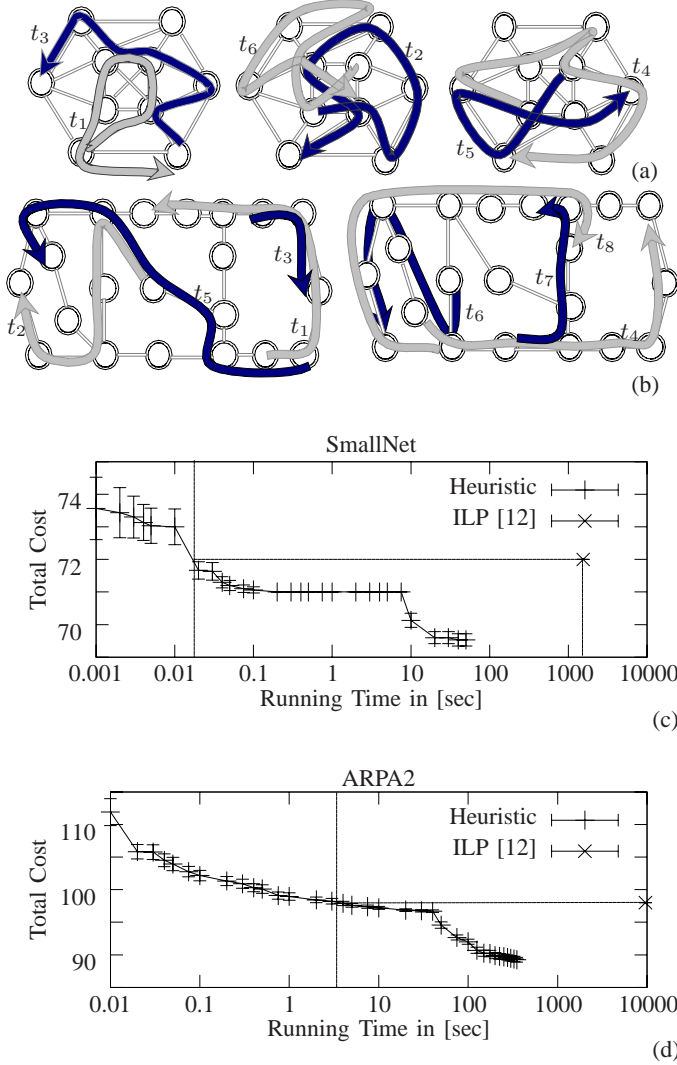 t3
t1
t6
t2
t4
t5
(a)
t2
t5
t3
t1
t6
t7
t8
t4
(b)
SmallNet
Total Cost
74
72
70
0.001
0.01
0.1
1
10
100
1000
10000
Running Time in [sec]
Heuristic
ILP [12]
(c)
ARPA2
Total Cost
110
100
90
0.01
0.1
1
10
100
1000
10000
Running Time in [sec]
Heuristic
ILP [12]
(d)